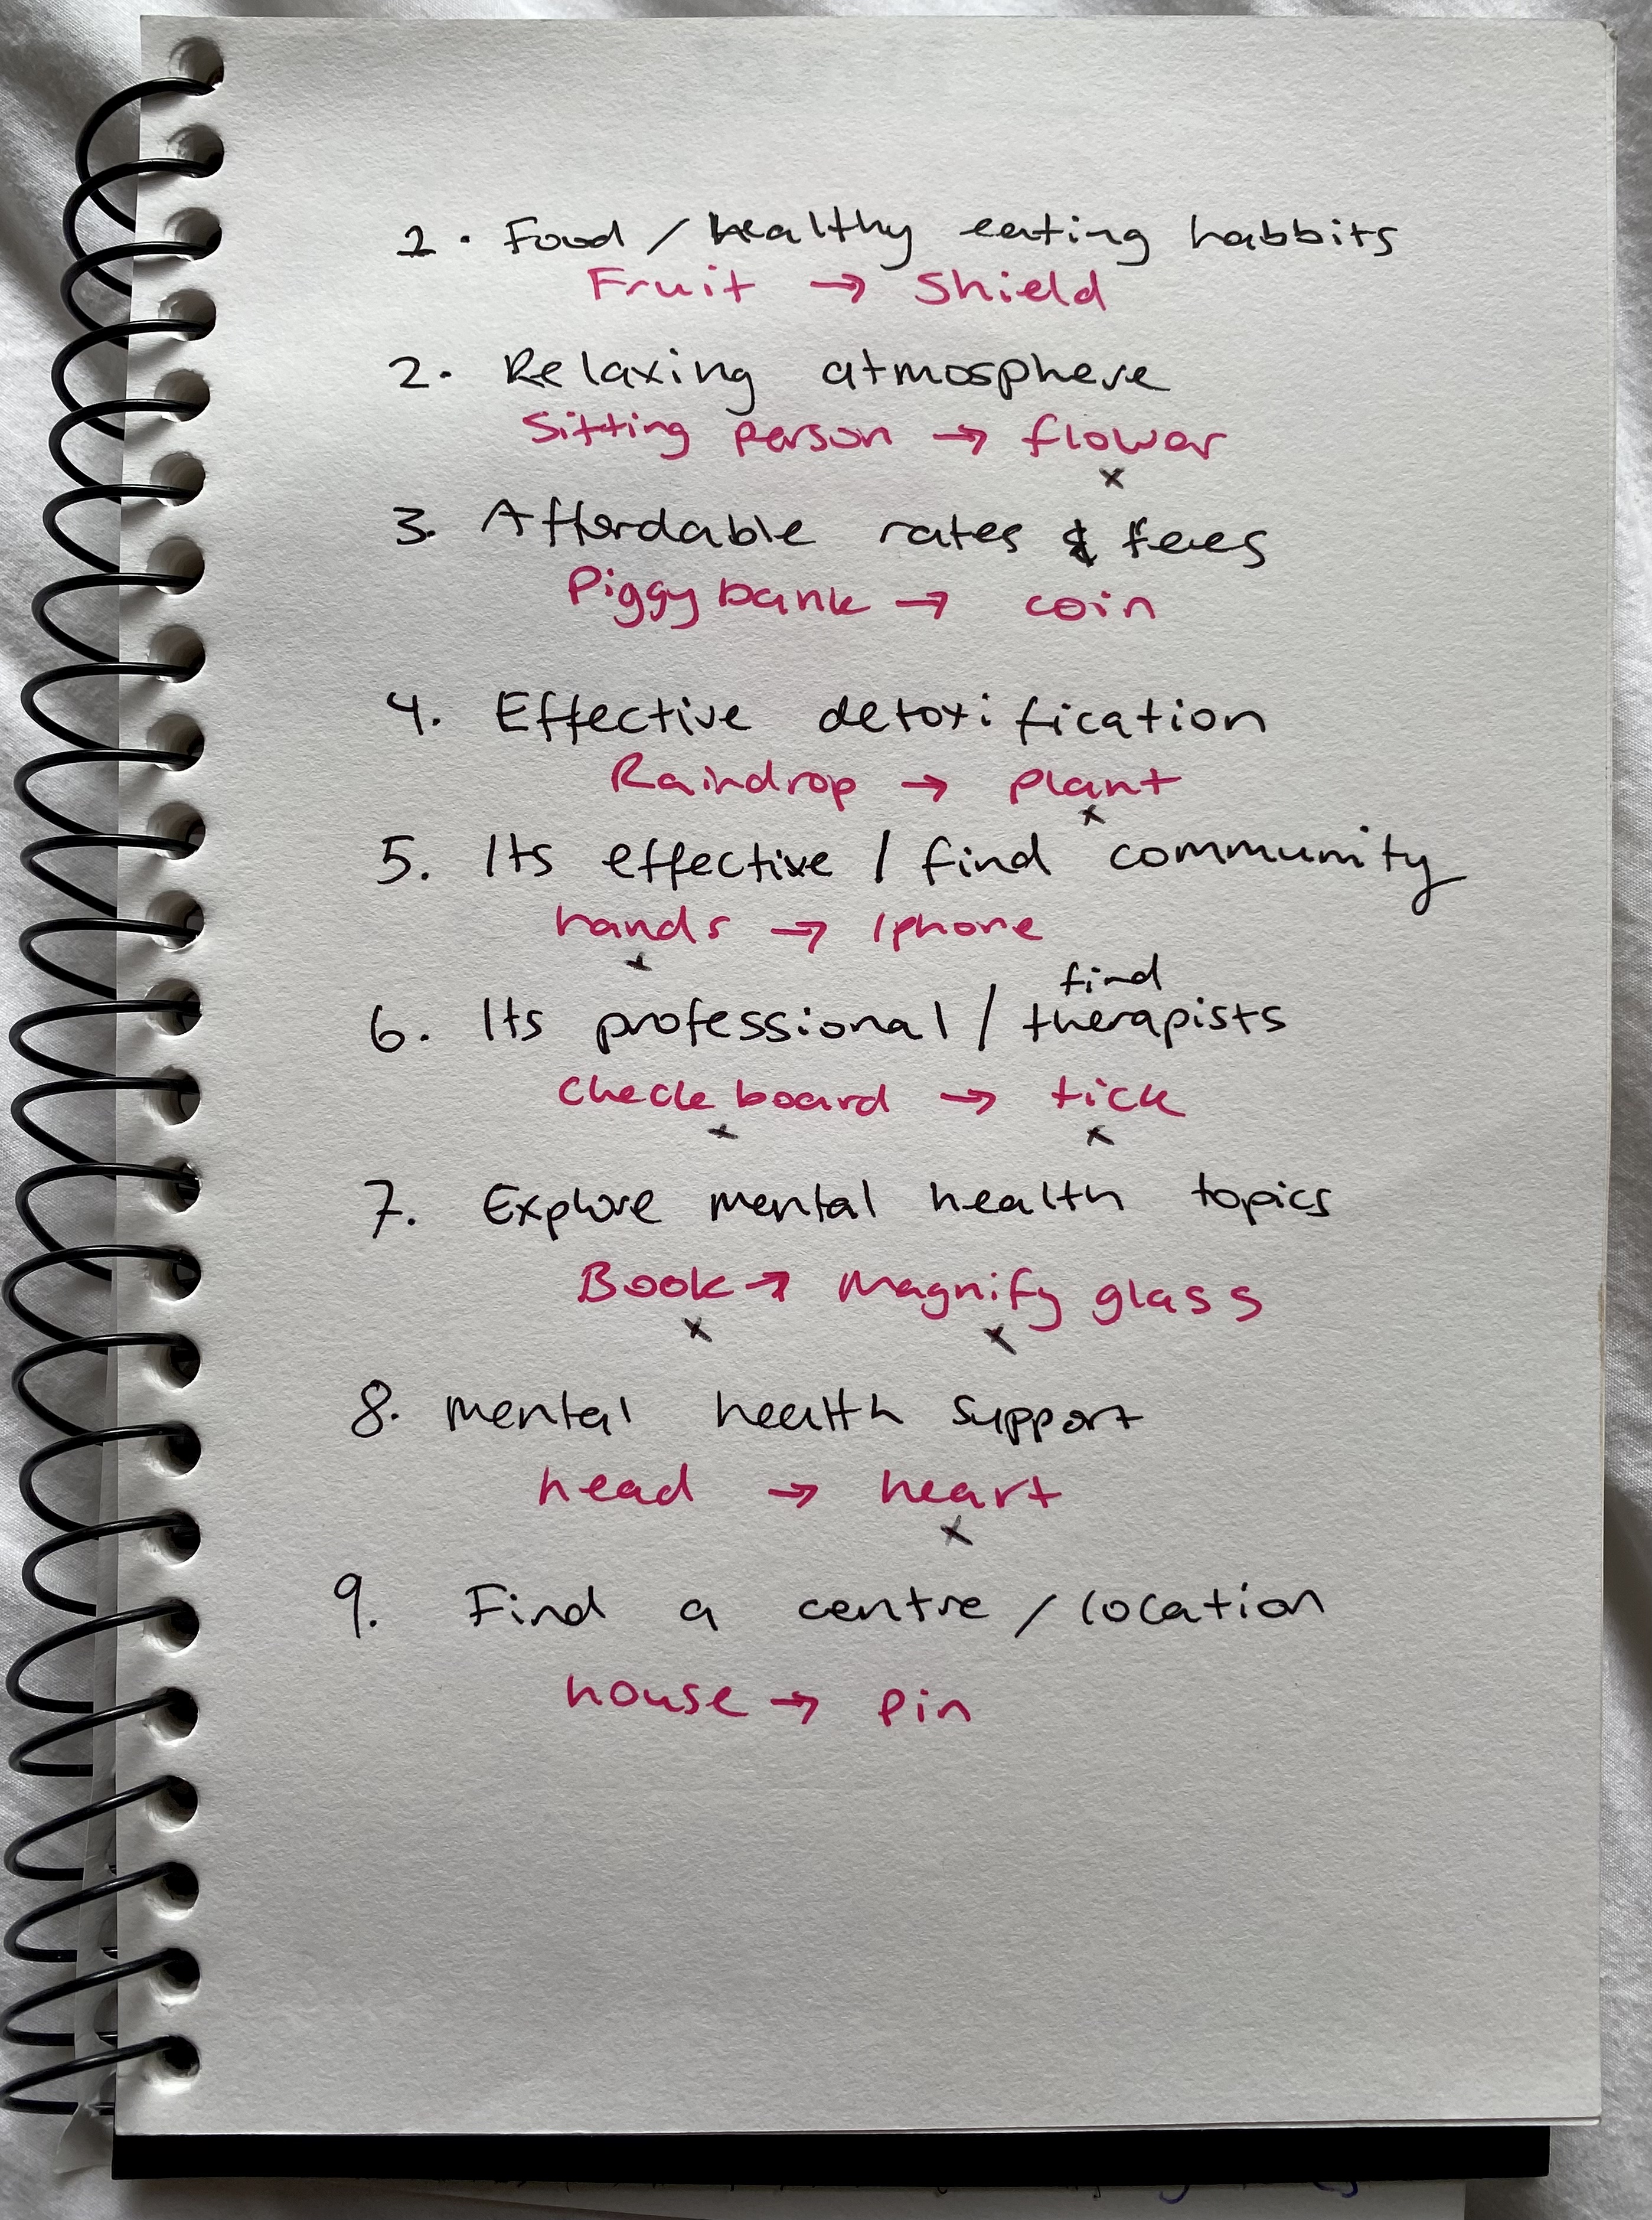 1. Food / healthy eating habbits
Fruit → Shield
2. Relaxing atmosphere
Sitting person → flower
x
3. Affordable rates & fees
Piggy bank → coin
4. Effective detoxification
Raindrop → plant
x
5. Its effective / find community
hands → Iphone
x
find
6. Its professional / therapists
Check board → tick
x x
7. Explore mental health topics
Book → Magnify glass
x x
8. mental health support
head → heart
x
9. Find a centre / location
house → pin